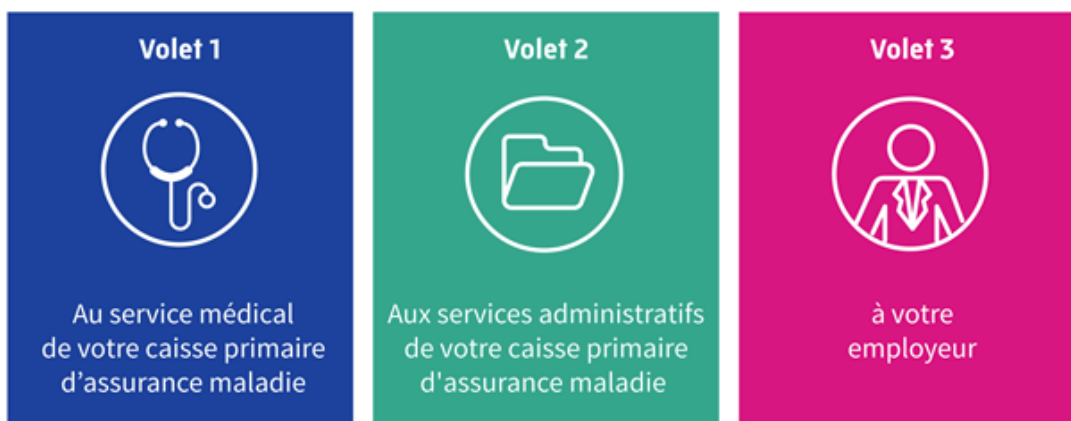 Volet 1
Au service médical
de votre caisse primaire
d’assurance maladie
Volet 2
Aux services administratifs
de votre caisse primaire
d'assurance maladie
Volet 3
à votre
employeur